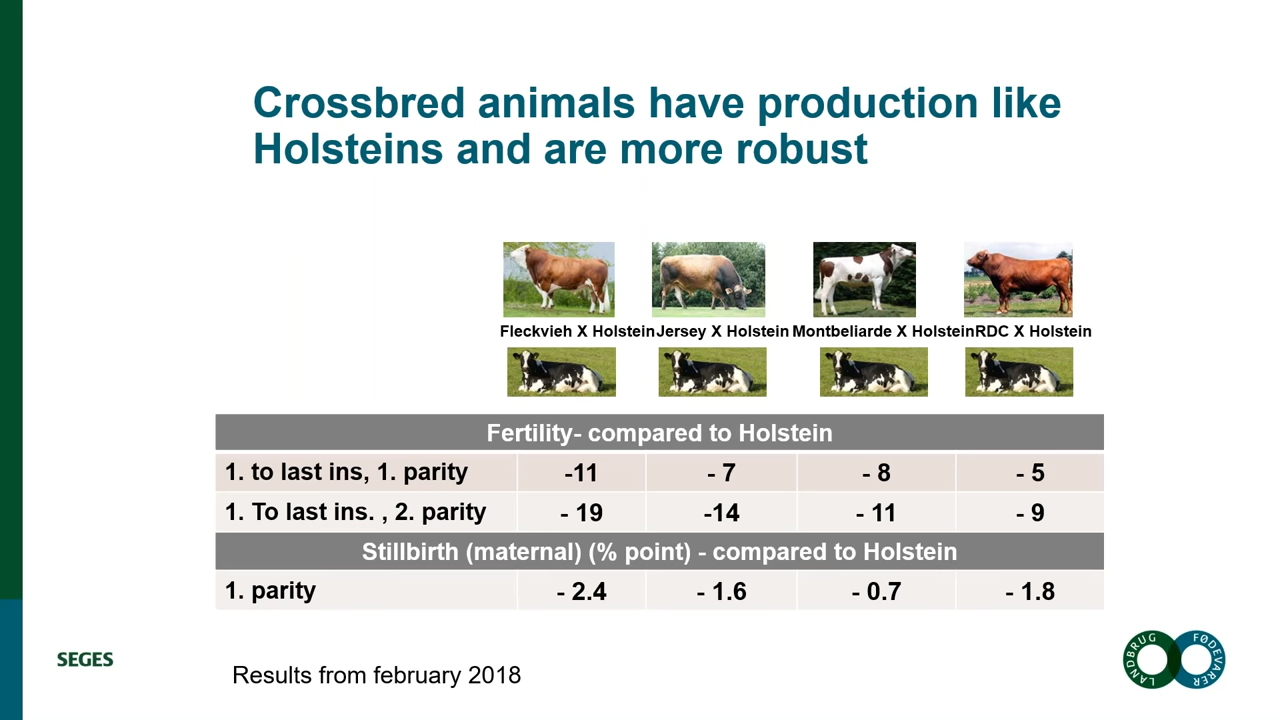 Crossbred animals have production like
Holsteins and are more robust
Fleckvieh X Holstein Jersey X Holstein Montbeliarde X Holstein RDC X Holstein
Fertility- compared to Holstein
1. to last ins, 1. parity -11 - 7 - 8 - 5
1. To last ins. , 2. parity - 19 -14 - 11 - 9
Stillbirth (maternal) (% point) - compared to Holstein
1. parity - 2.4 - 1.6 - 0.7 - 1.8
SEGES
Results from february 2018
LANDBRUG FØDEVARER